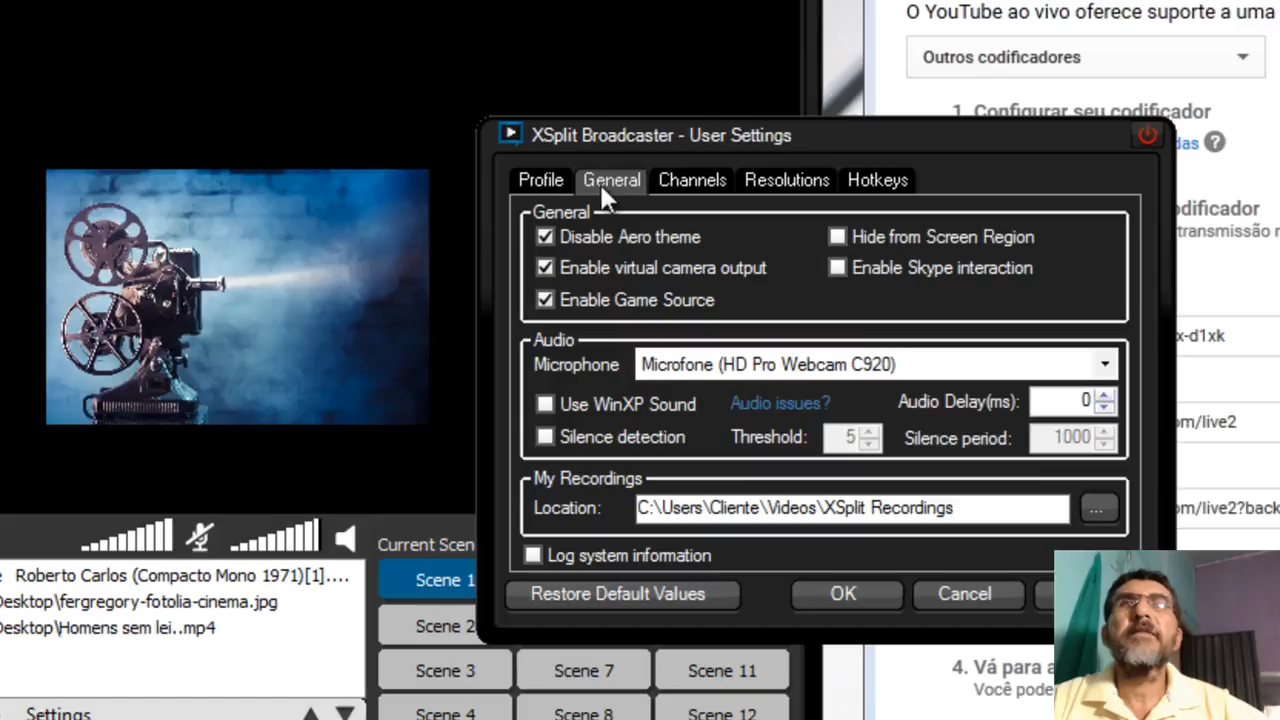 O YouTube ao vivo oferece suporte a uma
Outros codificadores
1. Configurar seu codificador
das ?
XSplit Broadcaster - User Settings
Profile General Channels Resolutions Hotkeys
General
Disable Aero theme
Hide from Screen Region
Enable virtual camera output
Enable Skype interaction
Enable Game Source
odificador
transmissão
Audio
Microphone Microfone (HD Pro Webcam C920)
x-d1xk
Use WinXP Sound Audio issues? Audio Delay(ms): 0
om/live2
Silence detection Threshold: 5 Silence period: 1000
My Recordings
Location: C:\Users\Cliente\Videos\XSplit Recordings ...
om/live2?back
Log system information
Restore Default Values OK Cancel
Current Scen
Roberto Carlos (Compacto Mono 1971)[1]....
Desktop\fergregory-fotolia-cinema.jpg
Desktop\Homens sem lei..mp4
Scene 1
Scene 2
Scene 3 Scene 7 Scene 11
Scene 4 Scene 8 Scene 12
Settings
4. Vá para a
Você pode